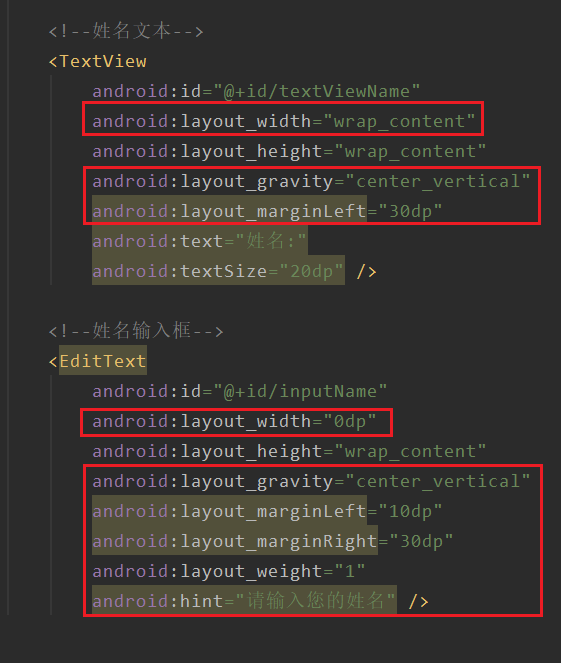 <!--姓名文本-->
<TextView
android:id="@+id/textViewName"
android:layout_width="wrap_content"
android:layout_height="wrap_content"
android:layout_gravity="center_vertical"
android:layout_marginLeft="30dp"
android:text="姓名:"
android:textSize="20dp" />
<!--姓名输入框-->
<EditText
android:id="@+id/inputName"
android:layout_width="0dp"
android:layout_height="wrap_content"
android:layout_gravity="center_vertical"
android:layout_marginLeft="10dp"
android:layout_marginRight="30dp"
android:layout_weight="1"
android:hint="请输入您的姓名" />